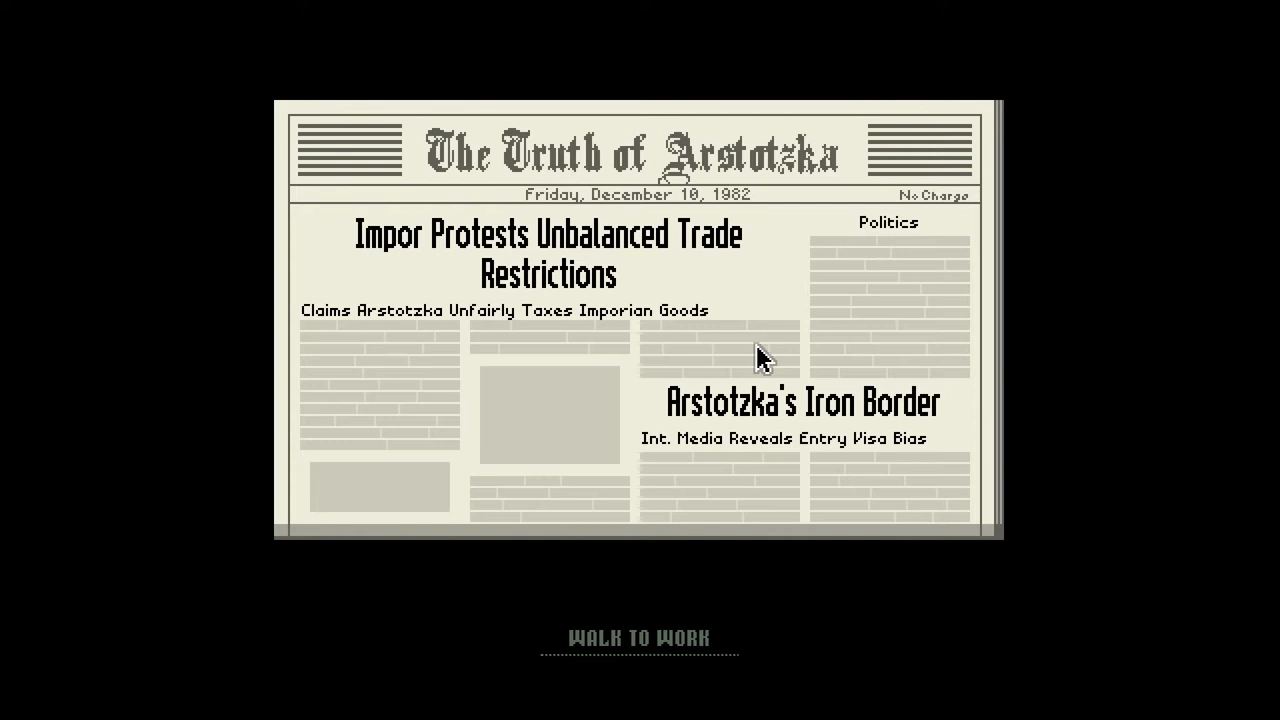 The Truth of Arstotzka
Friday, December 10, 1982
No Charge
Impor Protests Unbalanced Trade
Restrictions
Claims Arstotzka Unfairly Taxes Imporian Goods
Politics
Arstotzka's Iron Border
Int. Media Reveals Entry Visa Bias
WALK TO WORK